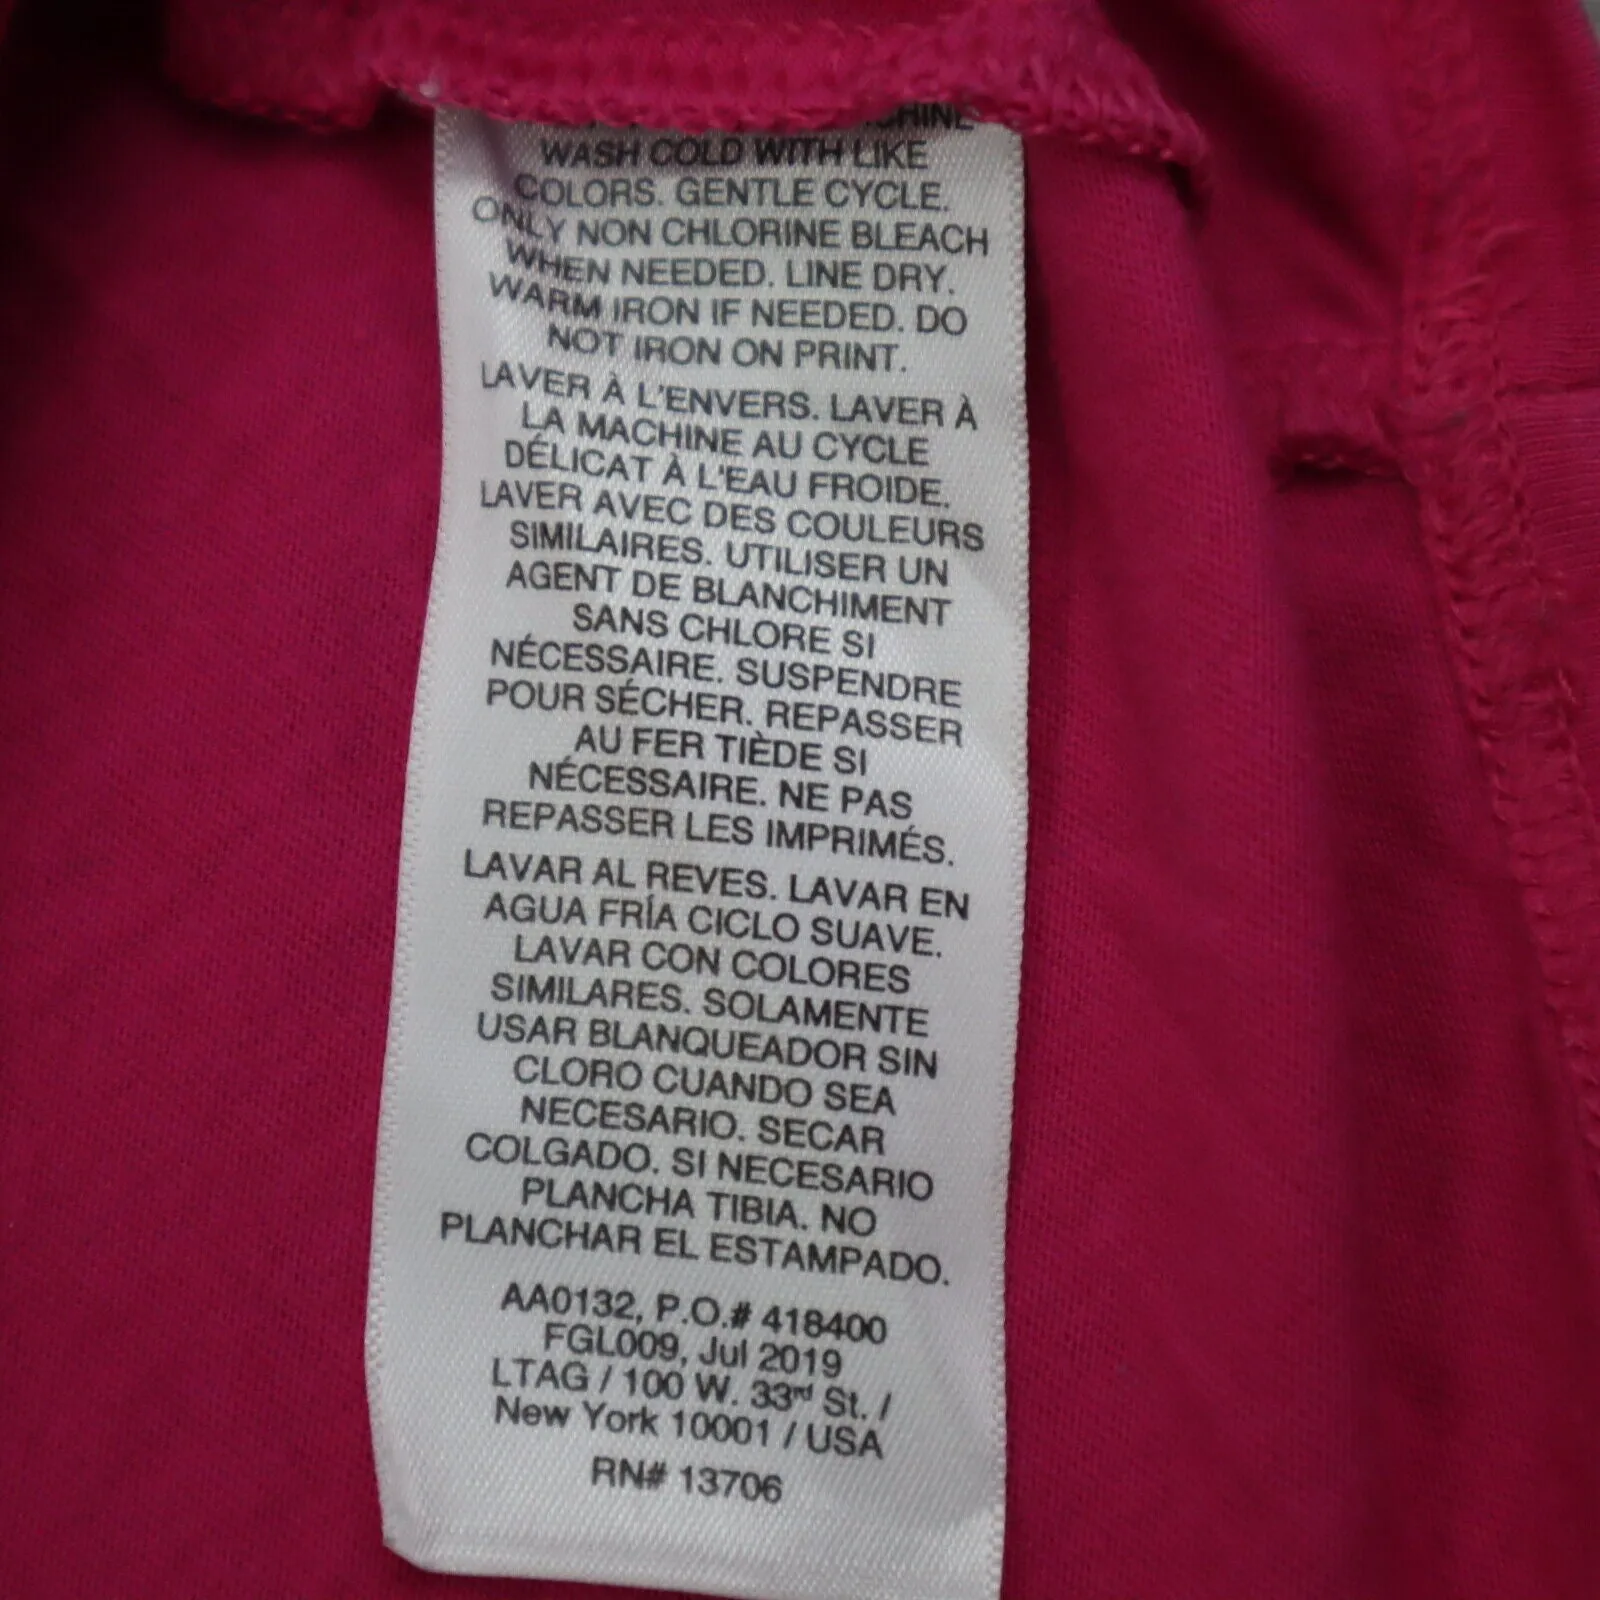 WASH COLD WITH LIKE
COLORS. GENTLE CYCLE.
ONLY NON CHLORINE BLEACH
WHEN NEEDED. LINE DRY.
WARM IRON IF NEEDED. DO
NOT IRON ON PRINT.
LAVER À L'ENVERS. LAVER À
LA MACHINE AU CYCLE
DÉLICAT À L'EAU FROIDE.
LAVER AVEC DES COULEURS
SIMILAIRES. UTILISER UN
AGENT DE BLANCHIMENT
SANS CHLORE SI
NÉCESSAIRE. SUSPENDRE
POUR SÉCHER. REPASSER
AU FER TIÈDE SI
NÉCESSAIRE. NE PAS
REPASSER LES IMPRIMÉS.
LAVAR AL REVES. LAVAR EN
AGUA FRÍA CICLO SUAVE.
LAVAR CON COLORES
SIMILARES. SOLAMENTE
USAR BLANQUEADOR SIN
CLORO CUANDO SEA
NECESARIO. SECAR
COLGADO. SI NECESARIO
PLANCHA TIBIA. NO
PLANCHAR EL ESTAMPADO.
AA0132, P.O.# 418400
FGL009, Jul 2019
LTAG / 100 W. 33rd St. /
New York 10001 / USA
RN# 13706